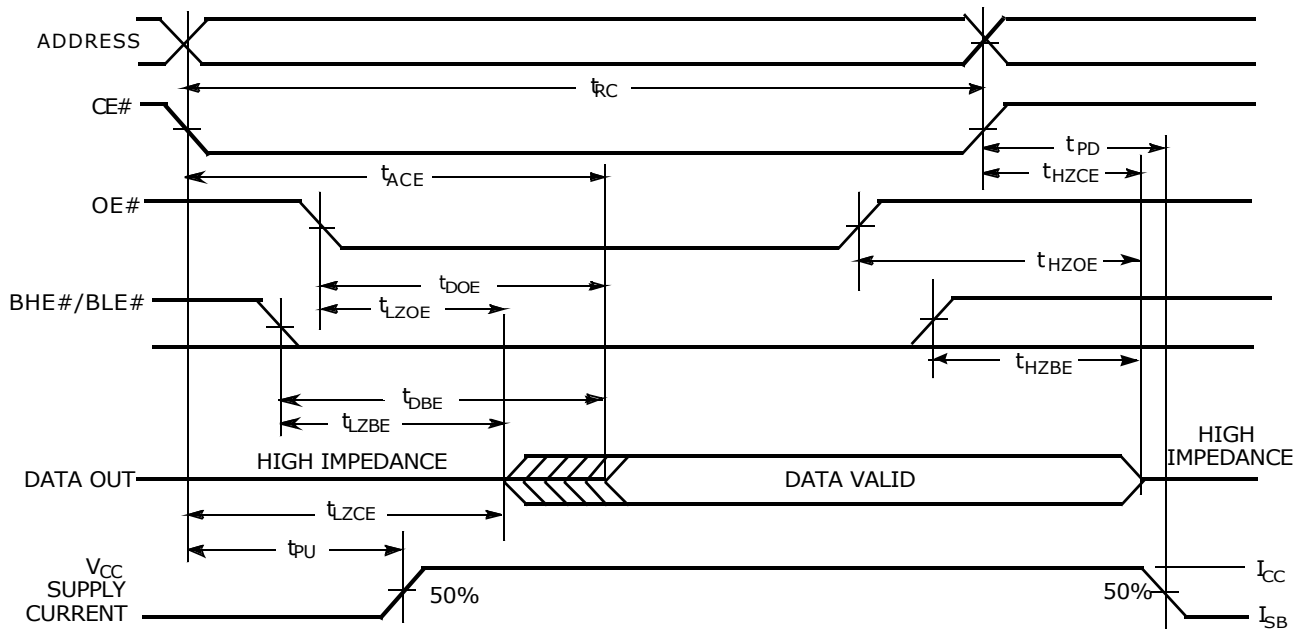 ADDRESS
tRC
CE#
tPD
tHZCE
tACE
OE#
tHZOE
tDOE
tLZOE
BHE#/BLE#
tHZBE
tDBE
tLZBE
HIGH IMPEDANCE
HIGH
IMPEDANCE
DATA OUT
DATA VALID
tLZCE
tPU
VCC
SUPPLY
CURRENT
50%
50%
ICC
ISB